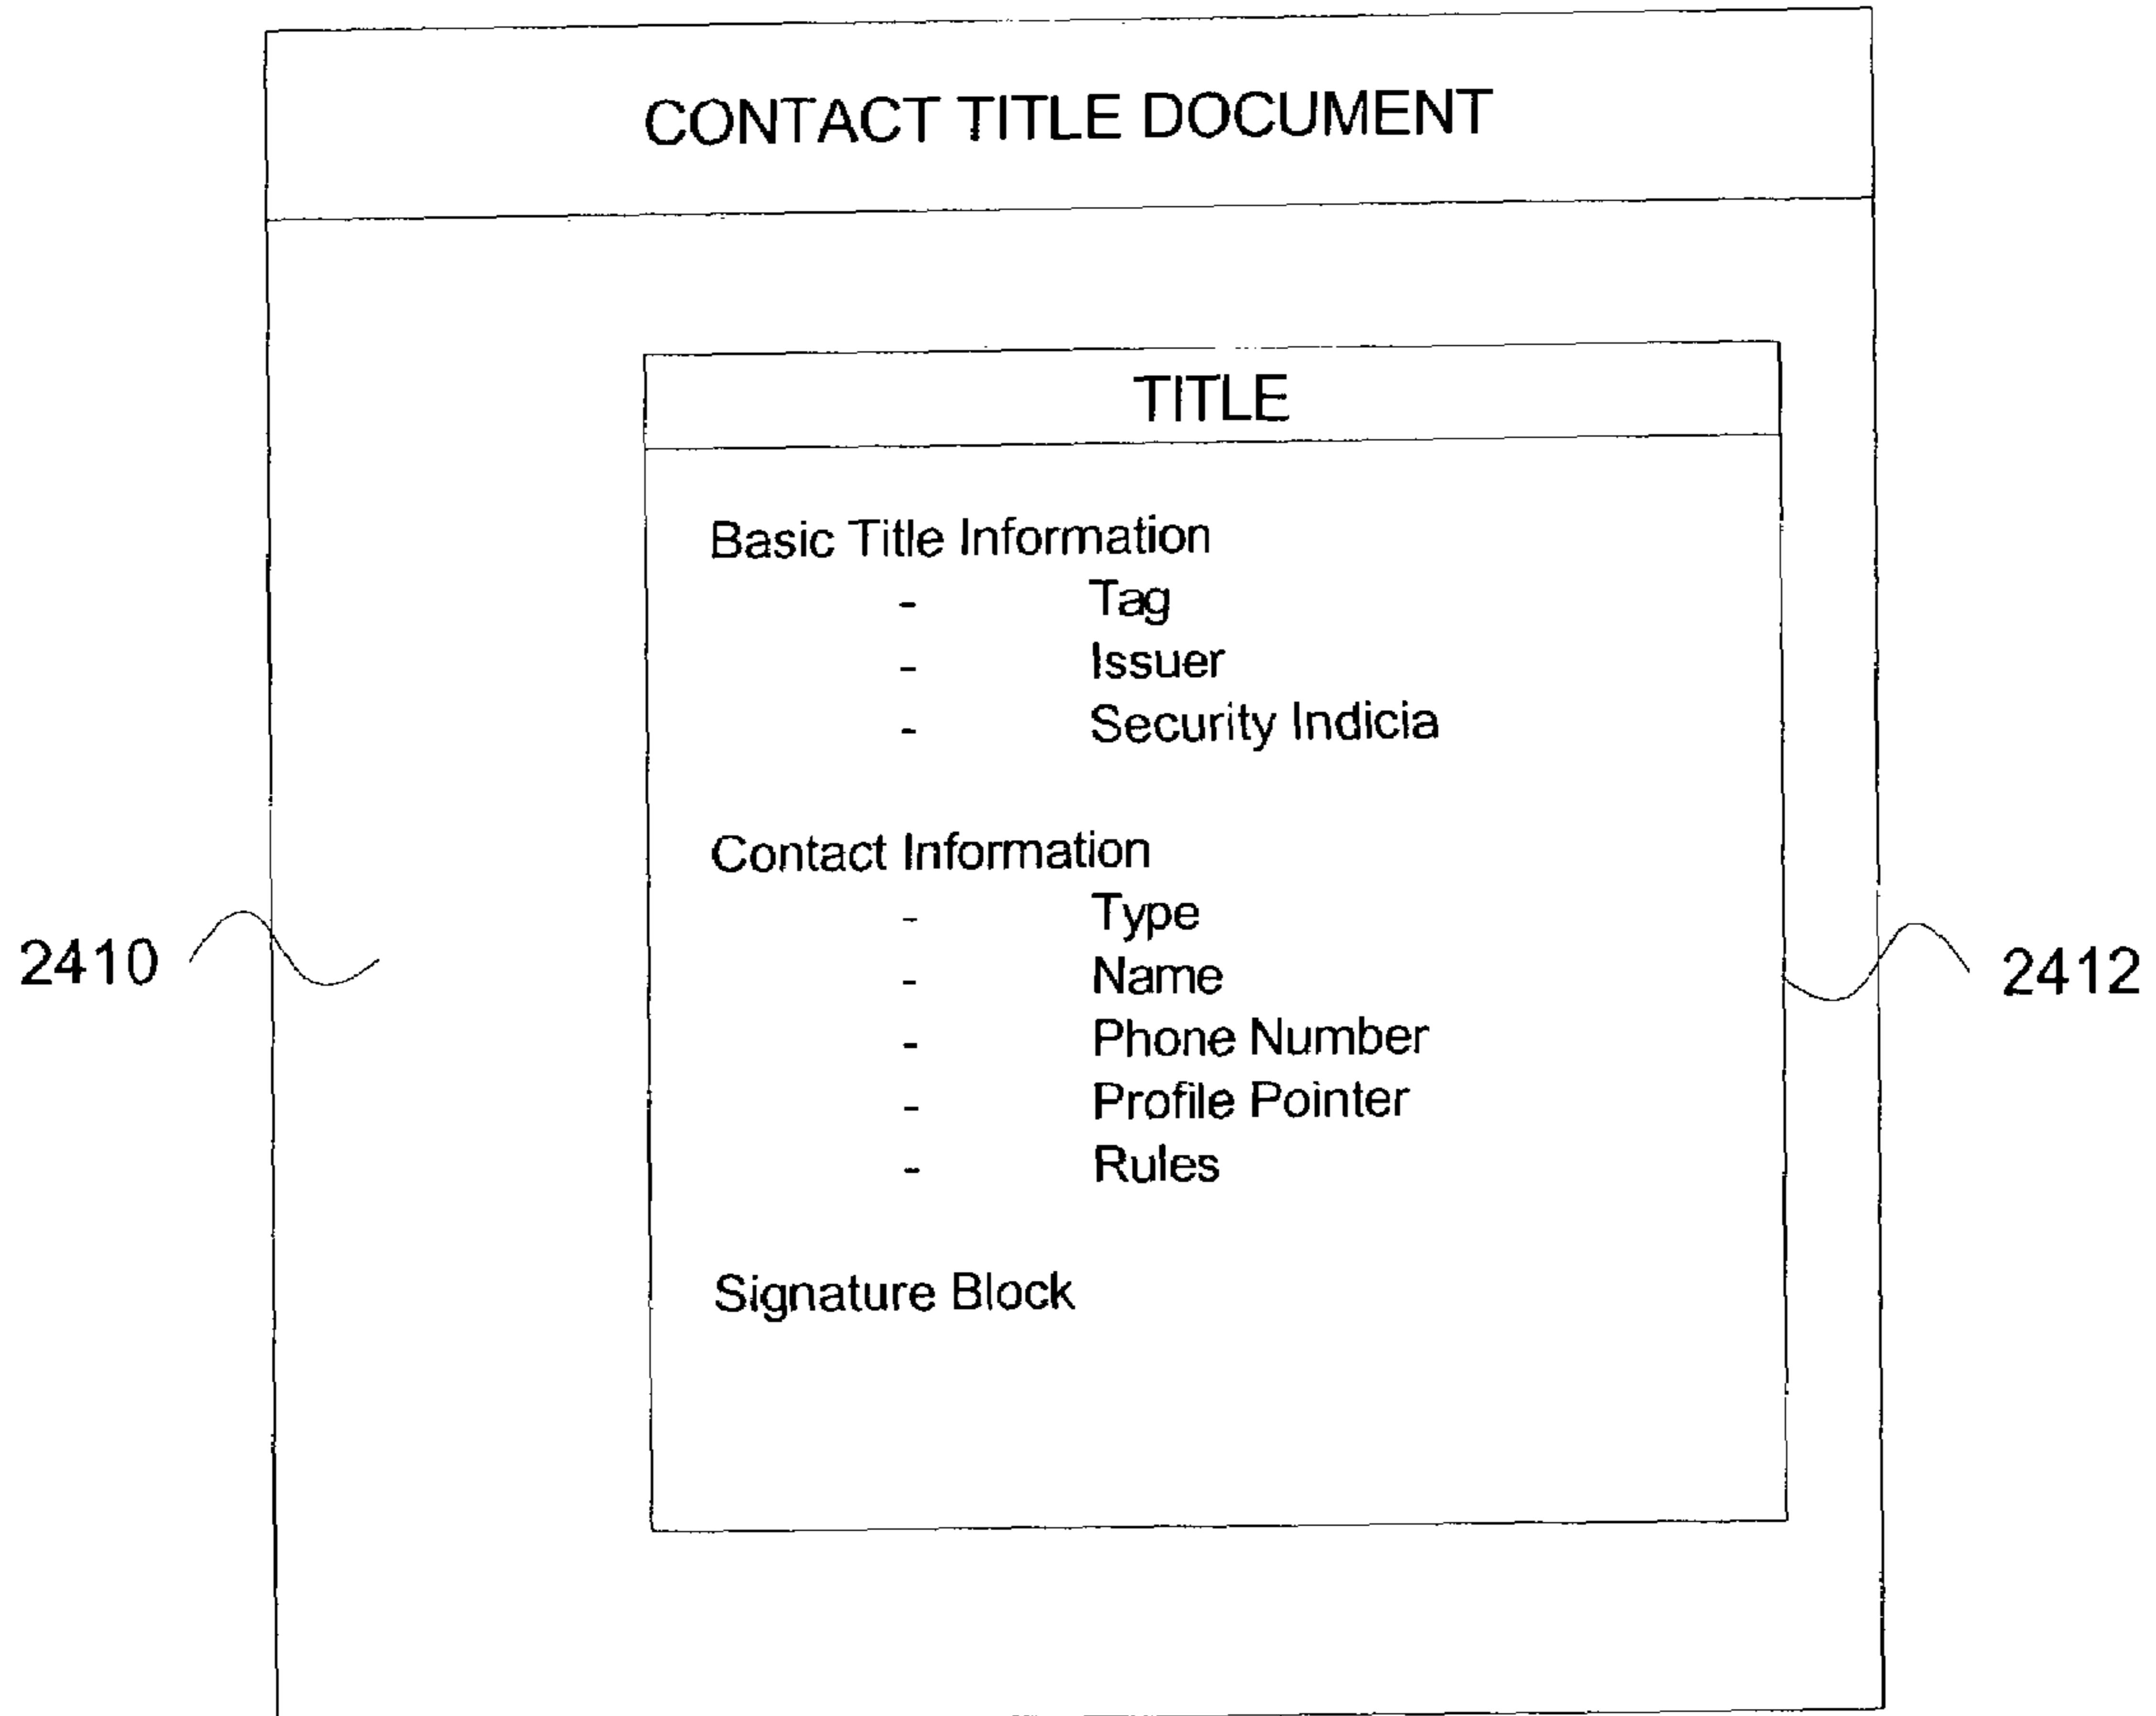 CONTACT TITLE DOCUMENT
TITLE
Basic Title Information
- Tag
- Issuer
- Security Indicia
Contact Information
- Type
- Name
- Phone Number
- Profile Pointer
- Rules
Signature Block
2410
2412